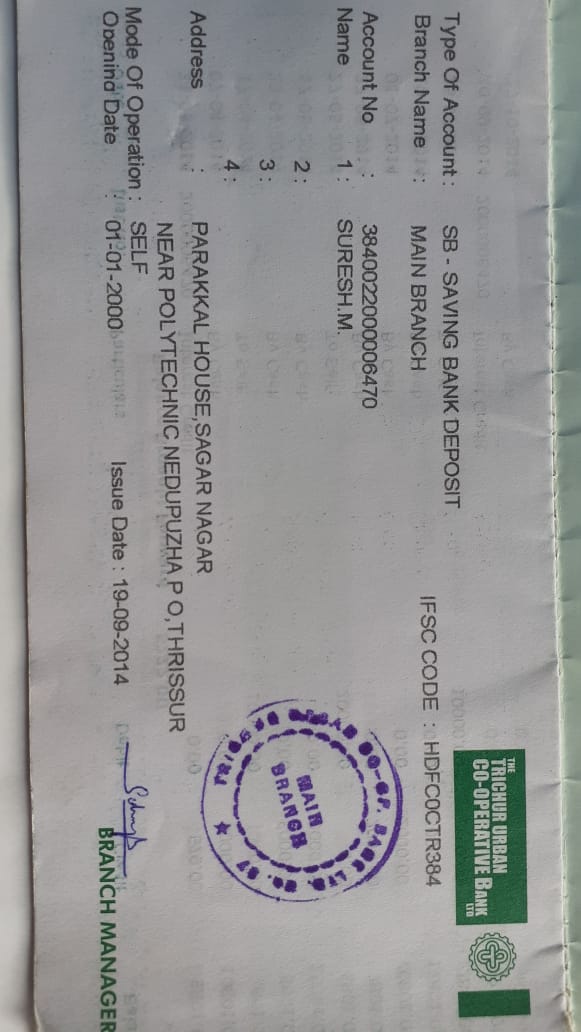 THE
TRICHUR URBAN
CO-OPERATIVE BANK
LTD
Type Of Account : SB - SAVING BANK DEPOSIT
Branch Name : MAIN BRANCH IFSC CODE : HDFC0CTR384
Account No : 3840022000006470
Name 1 : SURESH.M.
2 :
3 :
4 :
MAIN
BRANCH
Address : PARAKKAL HOUSE,SAGAR NAGAR
NEAR POLYTECHNIC NEDUPUZHA P O,THRISSUR
Mode Of Operation : SELF
Openind Date : 01-01-2000 Issue Date : 19-09-2014
BRANCH MANAGER